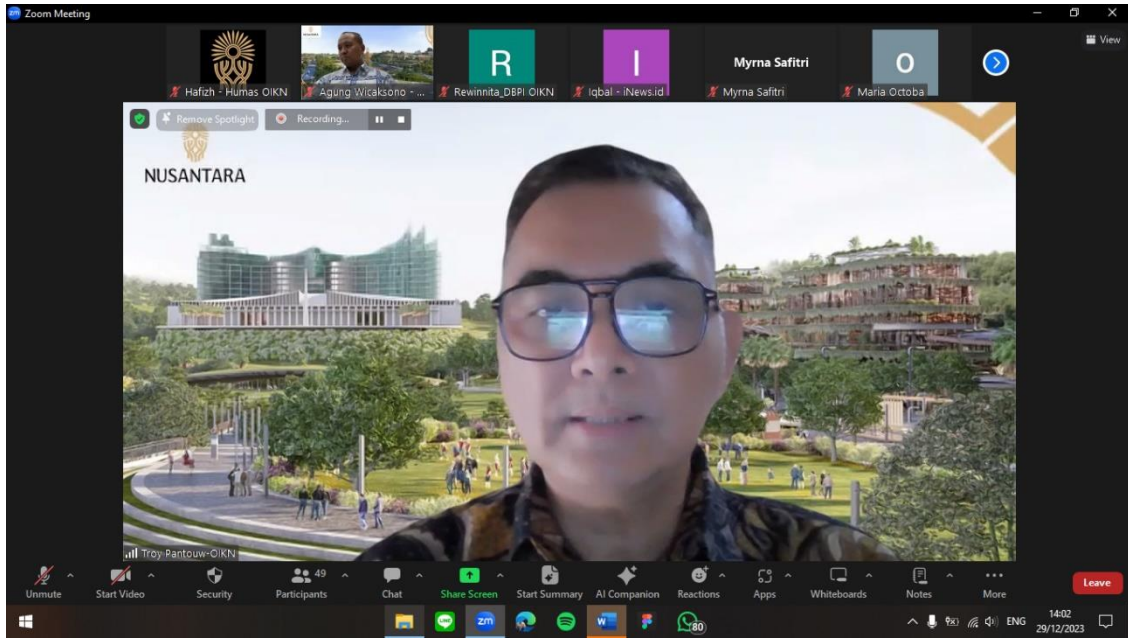 Zoom Meeting
View
Hafizh - Humas OIKN
Agung Wicaksono - ...
R
Rewinnita_DBPI OIKN
I
Iqbal - iNews.id
Myrna Safitri
Myrna Safitri
O
Maria Octoba
Remove Spotlight
Recording...
NUSANTARA
Troy Pantouw-OIKN
49
Unmute
Start Video
Security
Participants
Chat
Share Screen
Start Summary
AI Companion
Reactions
Apps
Whiteboards
Notes
More
Leave
zm
W
80
ENG
14:02
29/12/2023